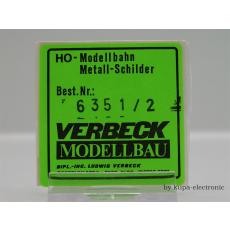 HO-Modellbahn
Metall-Schilder
Best.Nr.:
6351/2
VERBECK
MODELLBAU
DIPL.-ING. LUDWIG VERBECK
by kupa-electronic